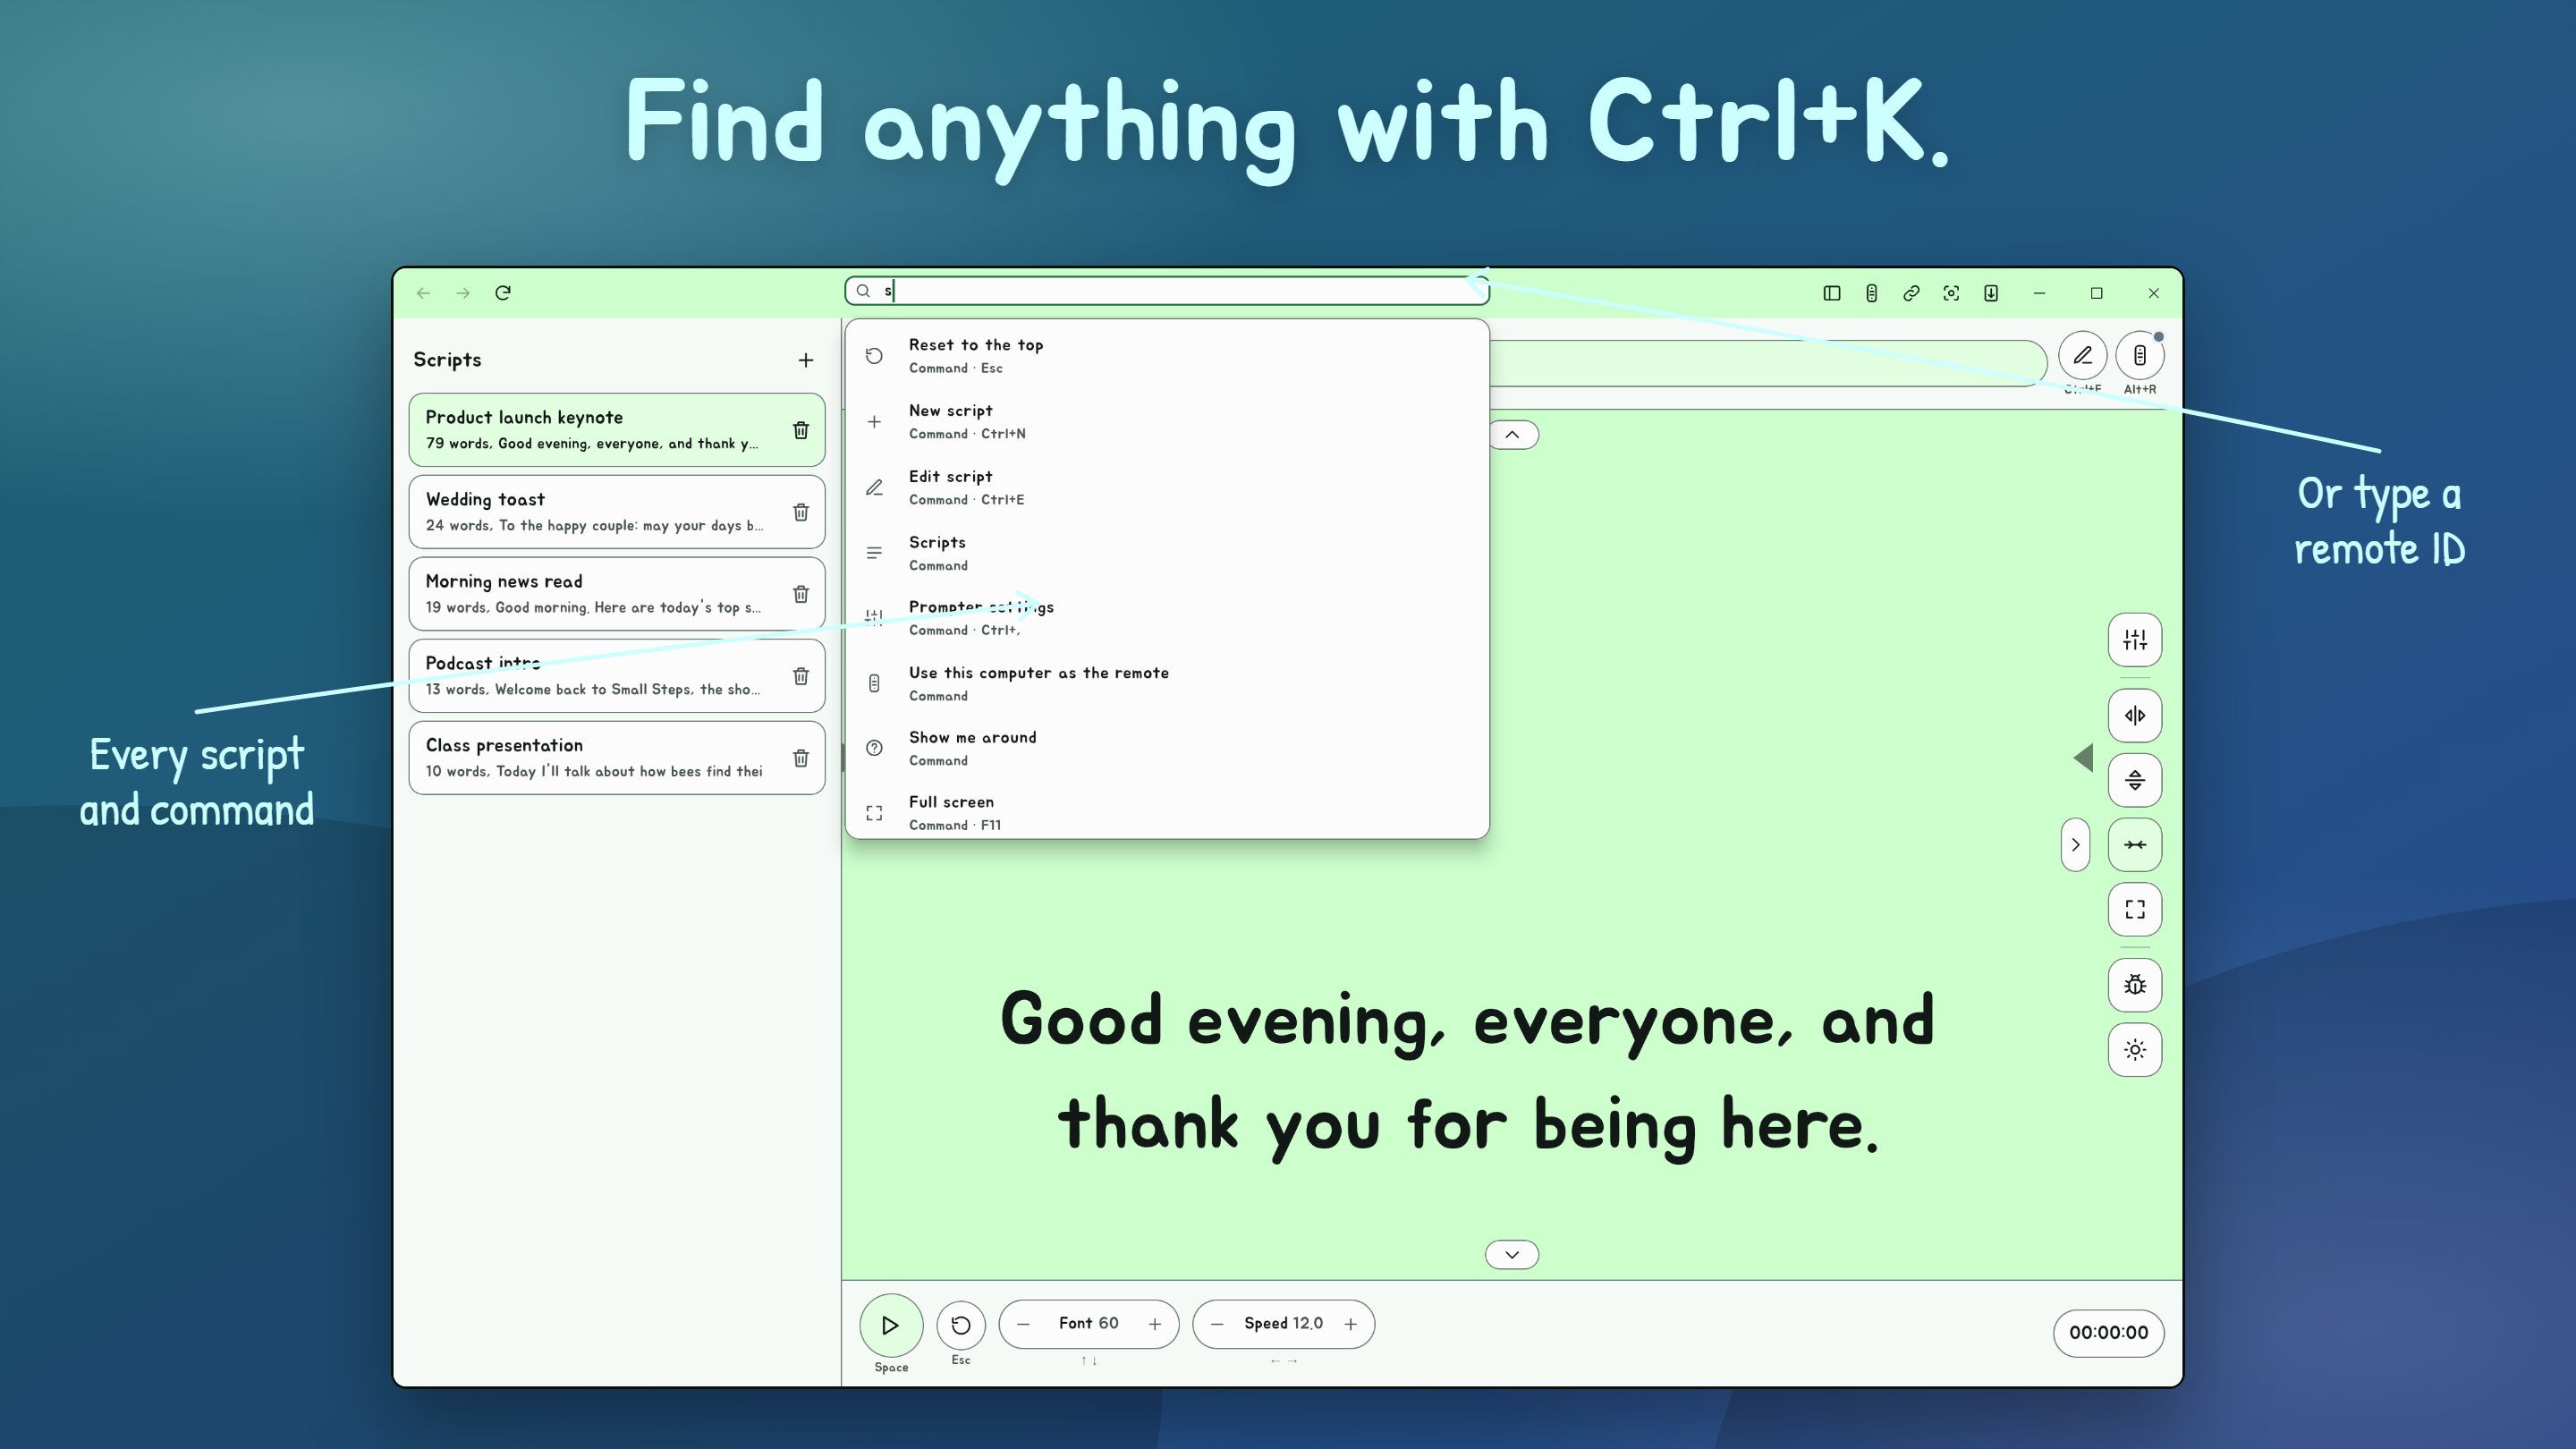 Find anything with Ctrl+K.
s
Scripts
Product launch keynote
79 words, Good evening, everyone, and thank y...
Wedding toast
24 words, To the happy couple: may your days b...
Morning news read
19 words, Good morning. Here are today's top s...
Podcast intro
13 words, Welcome back to Small Steps, the sho...
Class presentation
10 words, Today I'll talk about how bees find thei
Reset to the top
Command · Esc
New script
Command · Ctrl+N
Edit script
Command · Ctrl+E
Scripts
Command
Prompter settings
Command · Ctrl+,
Use this computer as the remote
Command
Show me around
Command
Full screen
Command · F11
Ctrl+E
Alt+R
Or type a
remote ID
Every script
and command
Good evening, everyone, and
thank you for being here.
Space
Esc
Font 60
↑ ↓
Speed 12.0
← →
00:00:00